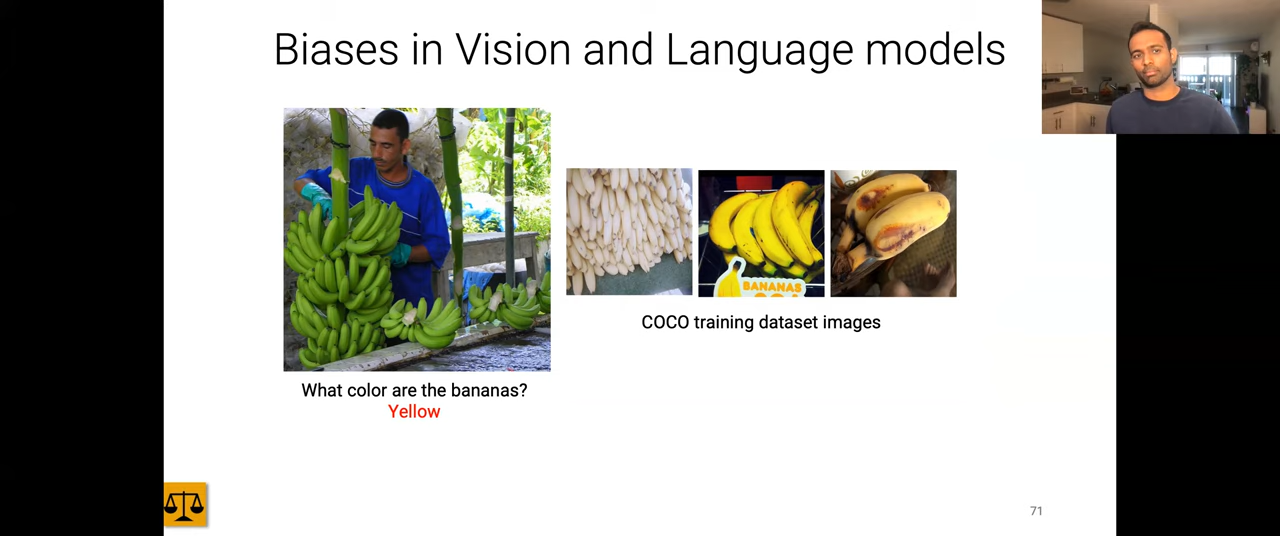 Biases in Vision and Language models
BANANAS
COCO training dataset images
What color are the bananas?
Yellow
71